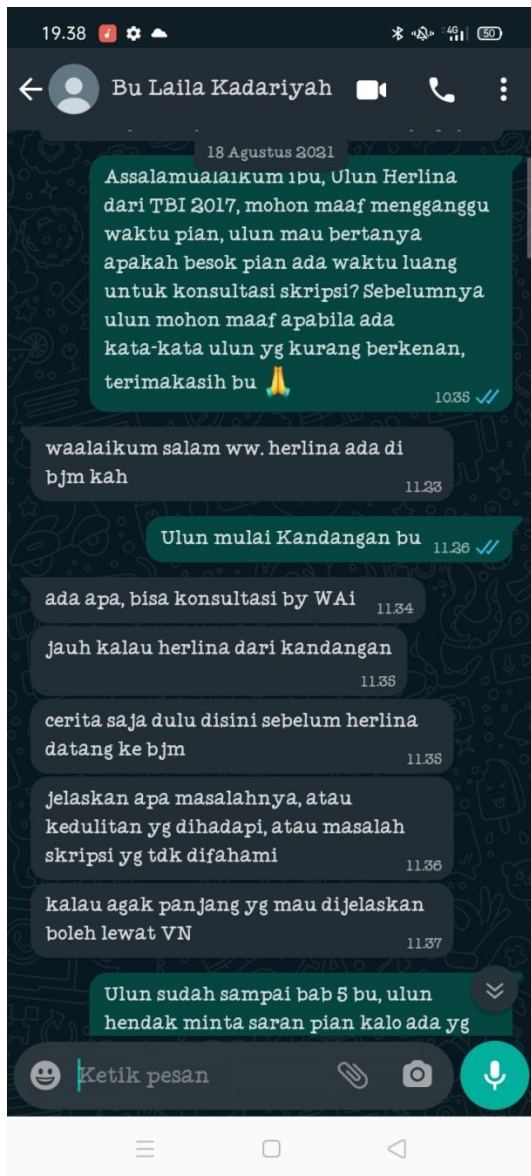 19.38
4G
50
Bu Laila Kadariyah
18 Agustus 2021
Assalamualaikum ibu, Ulun Herlina
dari TBI 2017, mohon maaf mengganggu
waktu pian, ulun mau bertanya
apakah besok pian ada waktu luang
untuk konsultasi skripsi? Sebelumnya
ulun mohon maaf apabila ada
kata-kata ulun yg kurang berkenan,
terimakasih bu 🙏
10.35
waalaikum salam ww. herlina ada di
bjm kah
11.23
Ulun mulai Kandangan bu
11.26
ada apa, bisa konsultasi by WAi
11.34
jauh kalau herlina dari kandangan
11.35
cerita saja dulu disini sebelum herlina
datang ke bjm
11.35
jelaskan apa masalahnya, atau
kedulitan yg dihadapi, atau masalah
skripsi yg tdk difahami
11.36
kalau agak panjang yg mau dijelaskan
boleh lewat VN
11.37
Ulun sudah sampai bab 5 bu, ulun
hendak minta saran pian kalo ada yg
Ketik pesan